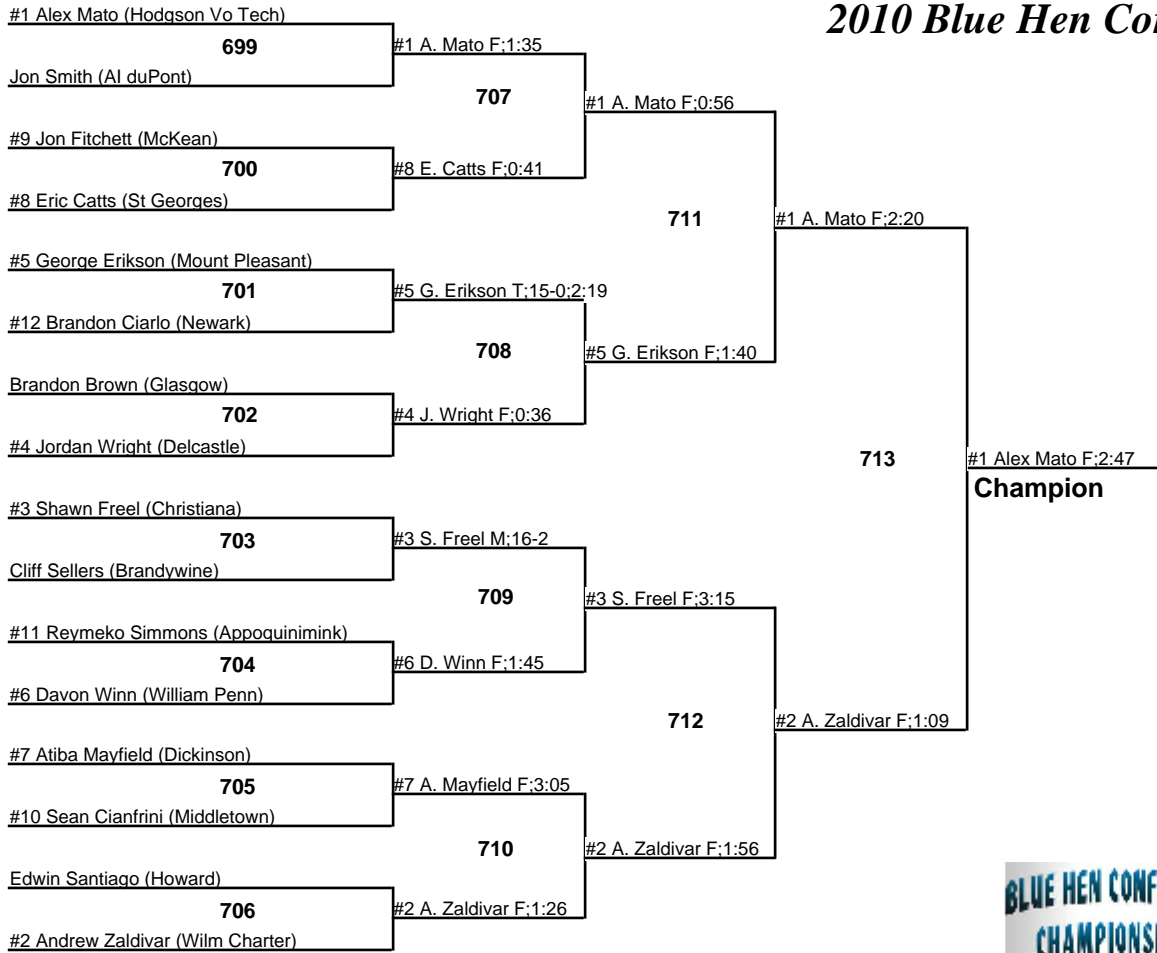 2010 Blue Hen Con
#1 Alex Mato (Hodgson Vo Tech)
699
Jon Smith (AI duPont)
#1 A. Mato F;1:35
707
#9 Jon Fitchett (McKean)
700
#8 Eric Catts (St Georges)
#8 E. Catts F;0:41
#1 A. Mato F;0:56
711
#5 George Erikson (Mount Pleasant)
701
#12 Brandon Ciarlo (Newark)
#5 G. Erikson T;15-0;2:19
708
Brandon Brown (Glasgow)
702
#4 Jordan Wright (Delcastle)
#4 J. Wright F;0:36
#5 G. Erikson F;1:40
#1 A. Mato F;2:20
713
#1 Alex Mato F;2:47
Champion
#3 Shawn Freel (Christiana)
703
Cliff Sellers (Brandywine)
#3 S. Freel M;16-2
709
#11 Reymeko Simmons (Appoquinimink)
704
#6 Davon Winn (William Penn)
#6 D. Winn F;1:45
#3 S. Freel F;3:15
712
#2 A. Zaldivar F;1:09
#7 Atiba Mayfield (Dickinson)
705
#10 Sean Cianfrini (Middletown)
#7 A. Mayfield F;3:05
710
Edwin Santiago (Howard)
706
#2 Andrew Zaldivar (Wilm Charter)
#2 A. Zaldivar F;1:26
#2 A. Zaldivar F;1:56
BLUE HEN CONF
CHAMPIONS